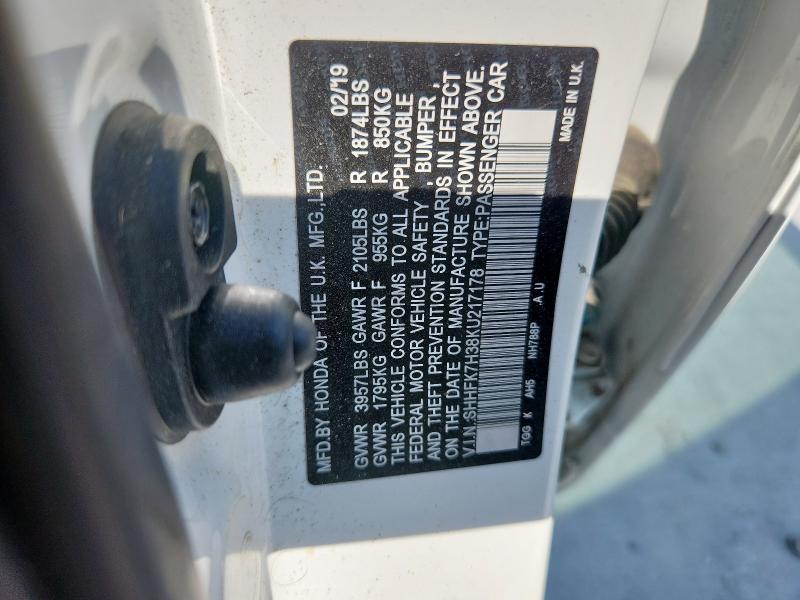 MFD.BY HONDA OF THE U.K. MFG.,LTD. 02/19
GVWR 3957LBS GAWR F 2105LBS R 1874LBS
GVWR 1795KG GAWR F 955KG R 850KG
THIS VEHICLE CONFORMS TO ALL APPLICABLE
FEDERAL MOTOR VEHICLE SAFETY , BUMPER ,
AND THEFT PREVENTION STANDARDS IN EFFECT
ON THE DATE OF MANUFACTURE SHOWN ABOVE.
V.I.N.:SHHFK7H38KU217178 TYPE:PASSENGER CAR
TGG K AH5 NH788P A.U MADE IN U.K.